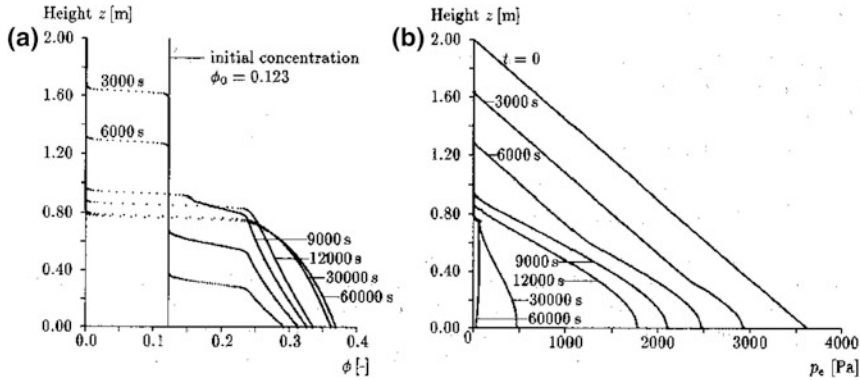 Height z [m]
(a)
initial concentration
ϕ₀ = 0.123
3000 s
6000 s
9000 s
12000 s
30000 s
60000 s
2.00
1.60
1.20
0.80
0.40
0.00
0.0 0.1 0.2 0.3 0.4
ϕ [-]
Height z [m]
(b)
t = 0
3000 s
6000 s
9000 s
12000 s
30000 s
60000 s
2.00
1.60
1.20
0.80
0.40
0.00
0 1000 2000 3000 4000
pₑ [Pa]